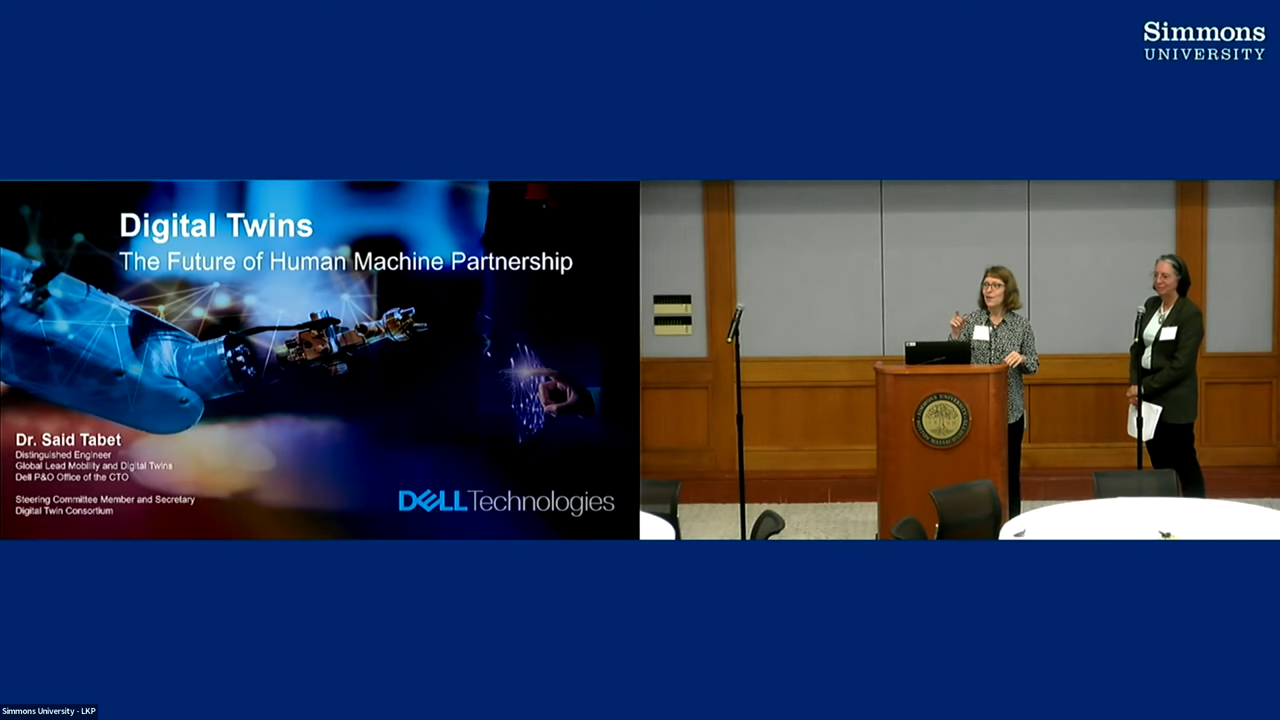 Simmons
UNIVERSITY
Digital Twins
The Future of Human Machine Partnership
Dr. Said Tabet
Distinguished Engineer
Global Lead Mobility and Digital Twins
Dell P&O Office of the CTO
Steering Committee Member and Secretary
Digital Twin Consortium
DELL Technologies
Simmons University - LKP